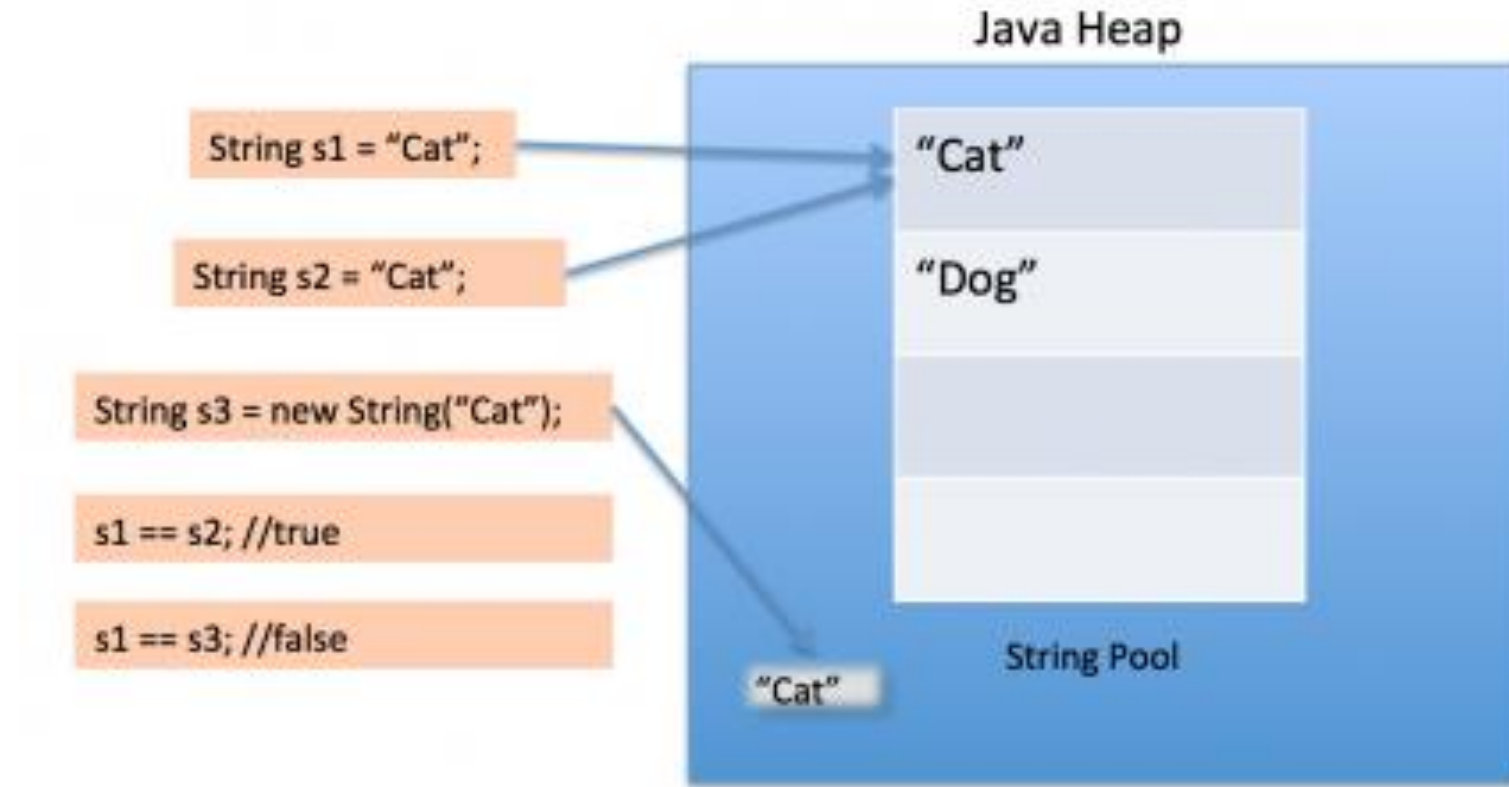 Java Heap
String s1 = “Cat”;
String s2 = “Cat”;
String s3 = new String(“Cat”);
s1 == s2; //true
s1 == s3; //false
“Cat”
“Dog”
String Pool
“Cat”